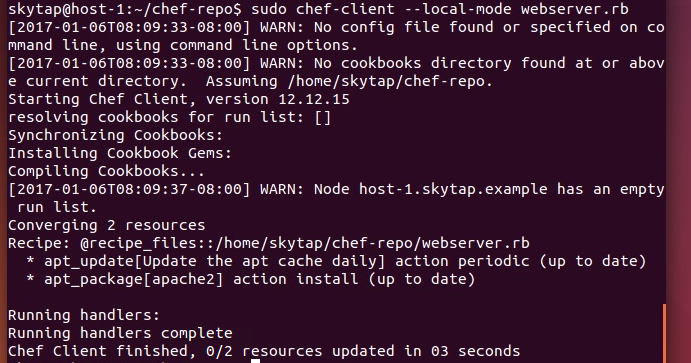 skytap@host-1:~/chef-repo$ sudo chef-client --local-mode webserver.rb
[2017-01-06T08:09:33-08:00] WARN: No config file found or specified on co
mmand line, using command line options.
[2017-01-06T08:09:33-08:00] WARN: No cookbooks directory found at or abov
e current directory.  Assuming /home/skytap/chef-repo.
Starting Chef Client, version 12.12.15
resolving cookbooks for run list: []
Synchronizing Cookbooks:
Installing Cookbook Gems:
Compiling Cookbooks...
[2017-01-06T08:09:37-08:00] WARN: Node host-1.skytap.example has an empty
 run list.
Converging 2 resources
Recipe: @recipe_files::/home/skytap/chef-repo/webserver.rb
  * apt_update[Update the apt cache daily] action periodic (up to date)
  * apt_package[apache2] action install (up to date)

Running handlers:
Running handlers complete
Chef Client finished, 0/2 resources updated in 03 seconds